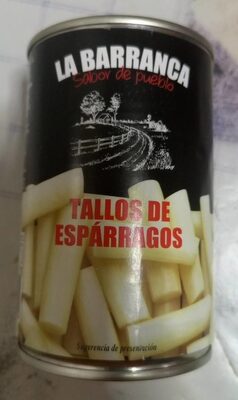 LA BARRANCA
Sabor de pueblo
TALLOS DE
ESPÁRRAGOS
Sugerencia de presentación